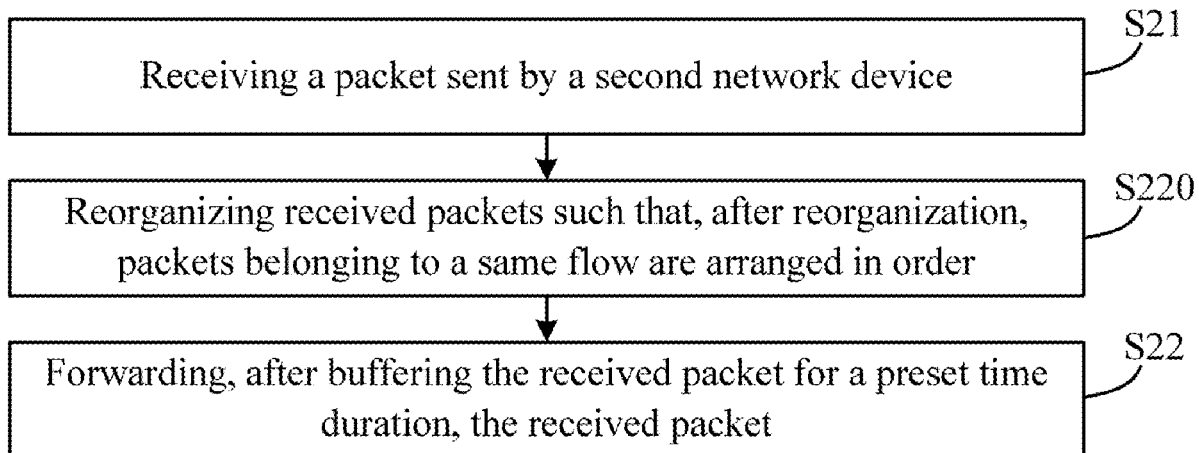 S21
Receiving a packet sent by a second network device
S220
Reorganizing received packets such that, after reorganization,
packets belonging to a same flow are arranged in order
S22
Forwarding, after buffering the received packet for a preset time
duration, the received packet